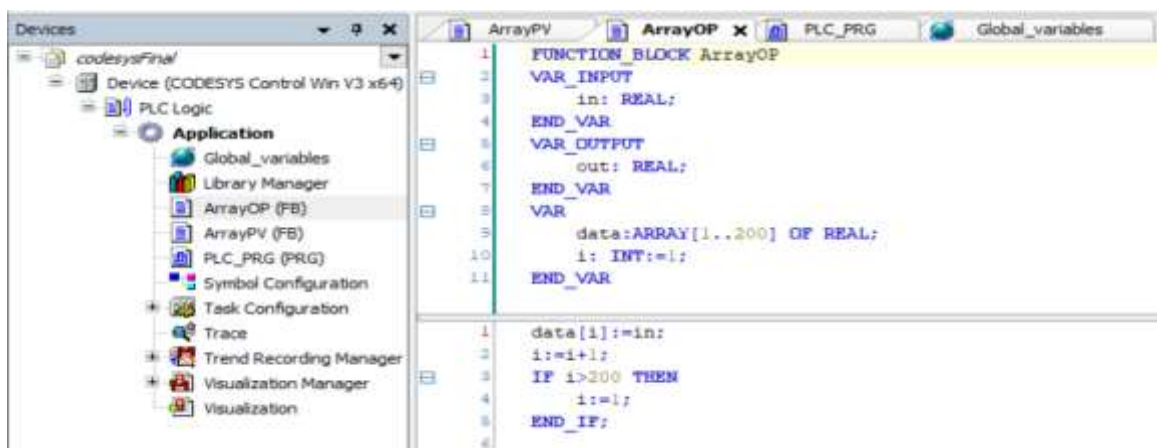 Devices
codesysFinal
Device (CODESYS Control Win V3 x64)
PLC Logic
Application
Global_variables
Library Manager
ArrayOP (FB)
ArrayPV (FB)
PLC_PRG (PRG)
Symbol Configuration
Task Configuration
Trace
Trend Recording Manager
Visualization Manager
Visualization
ArrayPV ArrayOP PLC_PRG Global_variables
1 FUNCTION_BLOCK ArrayOP
2 VAR_INPUT
3 in: REAL;
4 END_VAR
5 VAR_OUTPUT
6 out: REAL;
7 END_VAR
8 VAR
9 data:ARRAY[1..200] OF REAL;
10 i: INT:=1;
11 END_VAR
1 data[i]:=in;
2 i:=i+1;
3 IF i>200 THEN
4 i:=1;
5 END_IF;
6